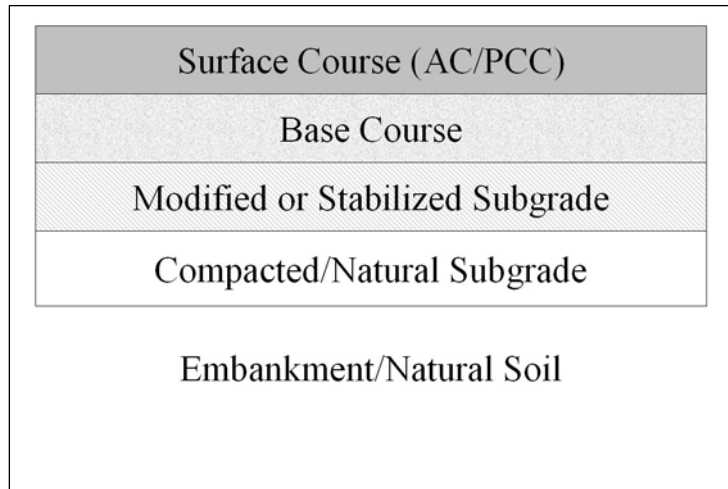 Surface Course (AC/PCC)
Base Course
Modified or Stabilized Subgrade
Compacted/Natural Subgrade
Embankment/Natural Soil